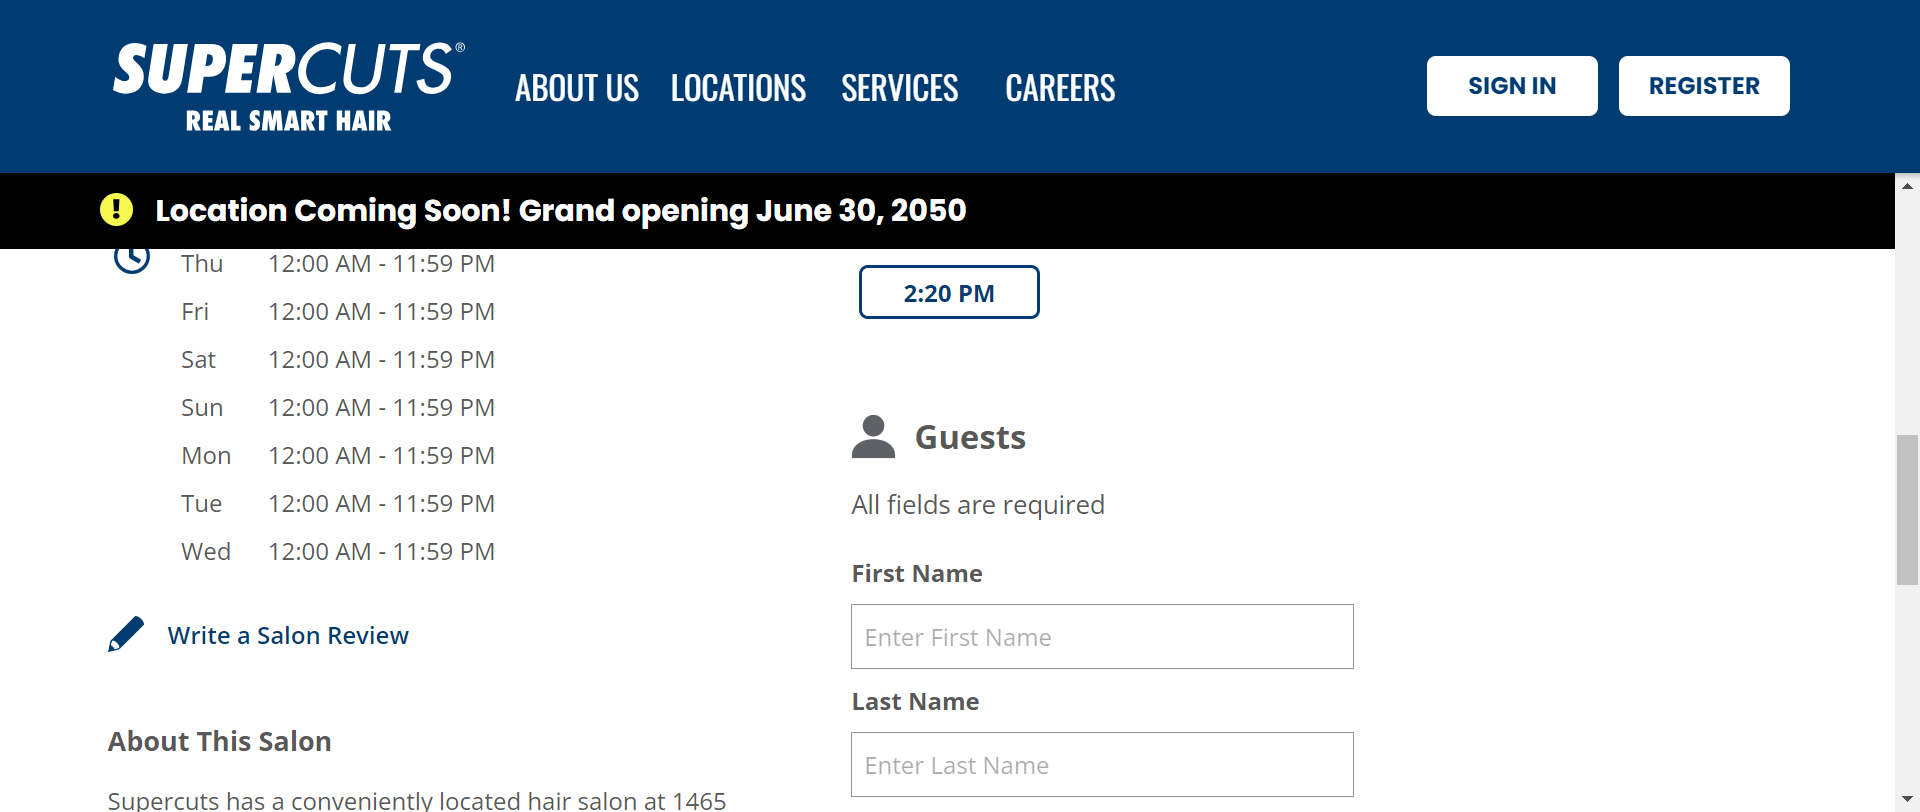 SUPERCUTS®
REAL SMART HAIR
ABOUT US LOCATIONS SERVICES CAREERS
SIGN IN REGISTER
Location Coming Soon! Grand opening June 30, 2050
Thu 12:00 AM - 11:59 PM
Fri 12:00 AM - 11:59 PM
Sat 12:00 AM - 11:59 PM
Sun 12:00 AM - 11:59 PM
Mon 12:00 AM - 11:59 PM
Tue 12:00 AM - 11:59 PM
Wed 12:00 AM - 11:59 PM
Write a Salon Review
About This Salon
Supercuts has a conveniently located hair salon at 1465
2:20 PM
Guests
All fields are required
First Name
Enter First Name
Last Name
Enter Last Name